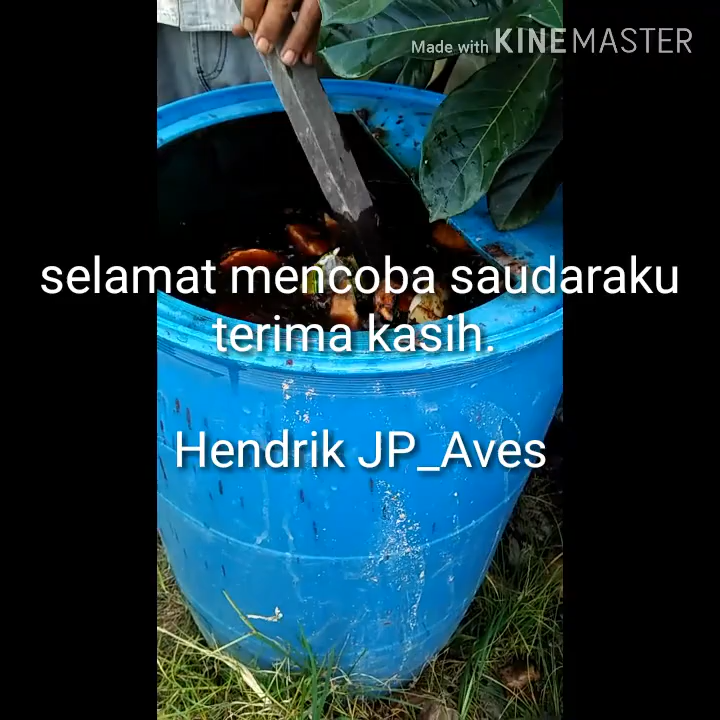 Made with KINEMASTER
selamat mencoba saudaraku
terima kasih.
Hendrik JP_Aves